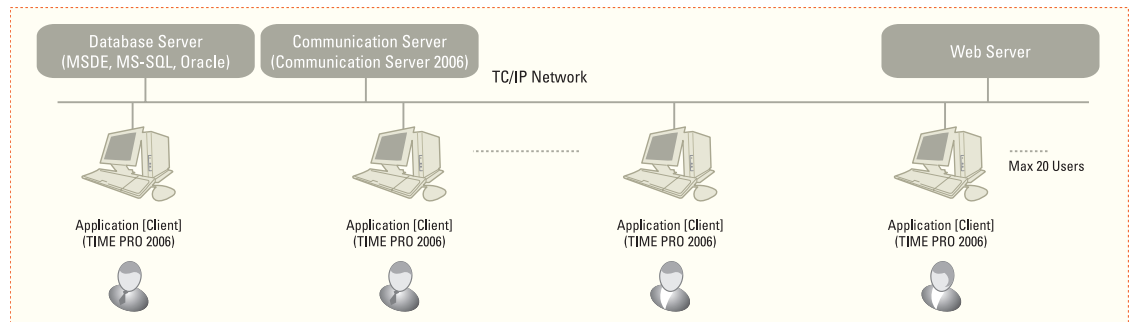 Database Server
(MSDE, MS-SQL, Oracle)
Communication Server
(Communication Server 2006)
Web Server
TC/IP Network
Max 20 Users
Application [Client]
(TIME PRO 2006)
Application [Client]
(TIME PRO 2006)
Application [Client]
(TIME PRO 2006)
Application [Client]
(TIME PRO 2006)